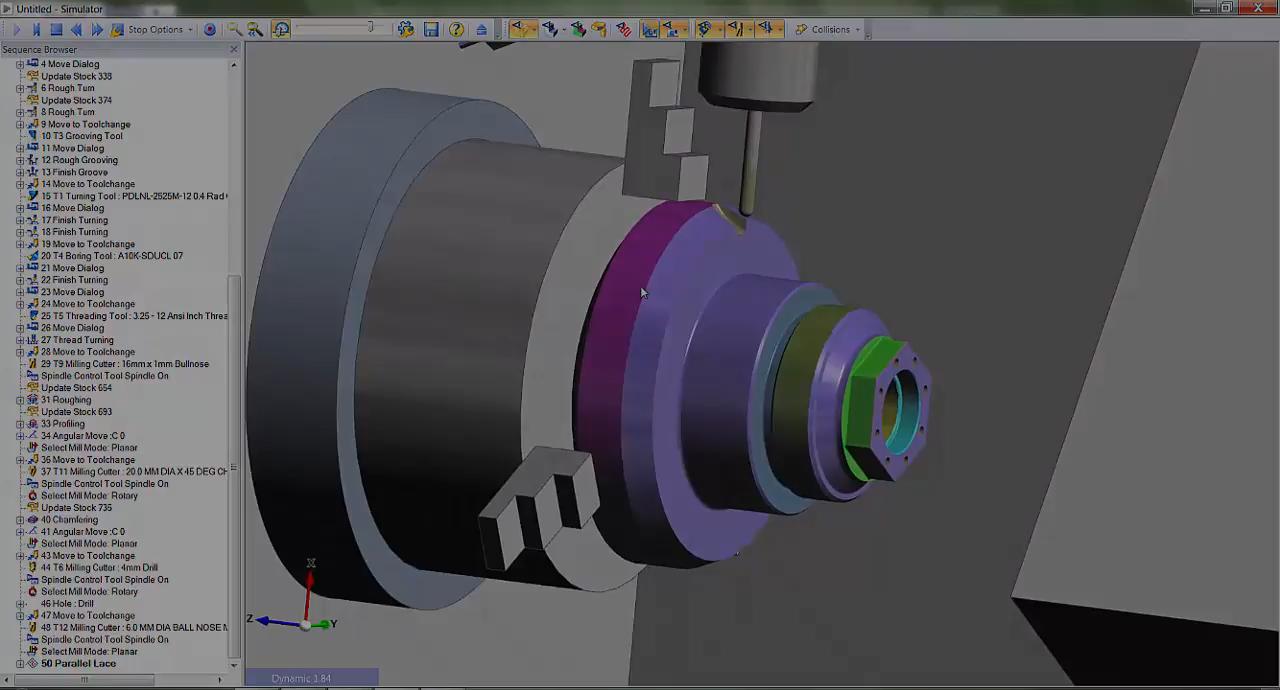 Untitled - Simulator
Stop Options
Collisions
Sequence Browser
4 Move Dialog
Update Stock 338
6 Rough Turn
Update Stock 374
8 Rough Turn
9 Move to Toolchange
10 T3 Grooving Tool
11 Move Dialog
12 Rough Grooving
13 Finish Groove
14 Move to Toolchange
15 T1 Turning Tool : PDLNL-2525M-12 0.4 Rad
16 Move Dialog
17 Finish Turning
18 Finish Turning
19 Move to Toolchange
20 T4 Boring Tool : A10K-SDUCL 07
21 Move Dialog
22 Finish Turning
23 Move Dialog
24 Move to Toolchange
25 T5 Threading Tool : 3.25 - 12 Ansi Inch Threa
26 Move Dialog
27 Thread Turning
28 Move to Toolchange
29 T9 Milling Cutter : 16mm x 1mm Bullnose
Spindle Control Tool Spindle On
Update Stock 654
31 Roughing
Update Stock 693
33 Profiling
34 Angular Move : C 0
Select Mill Mode: Planar
36 Move to Toolchange
37 T11 Milling Cutter : 20.0 MM DIA X 45 DEG CH
Spindle Control Tool Spindle On
Select Mill Mode: Rotary
Update Stock 735
40 Chamfering
41 Angular Move : C 0
Select Mill Mode: Planar
43 Move to Toolchange
44 T6 Milling Cutter : 4mm Drill
Spindle Control Tool Spindle On
Select Mill Mode: Rotary
46 Hole : Drill
47 Move to Toolchange
48 T12 Milling Cutter : 6.0 MM DIA BALL NOSE M
Spindle Control Tool Spindle On
Select Mill Mode: Planar
50 Parallel Lace
X
Z
Y
Dynamic 1.84